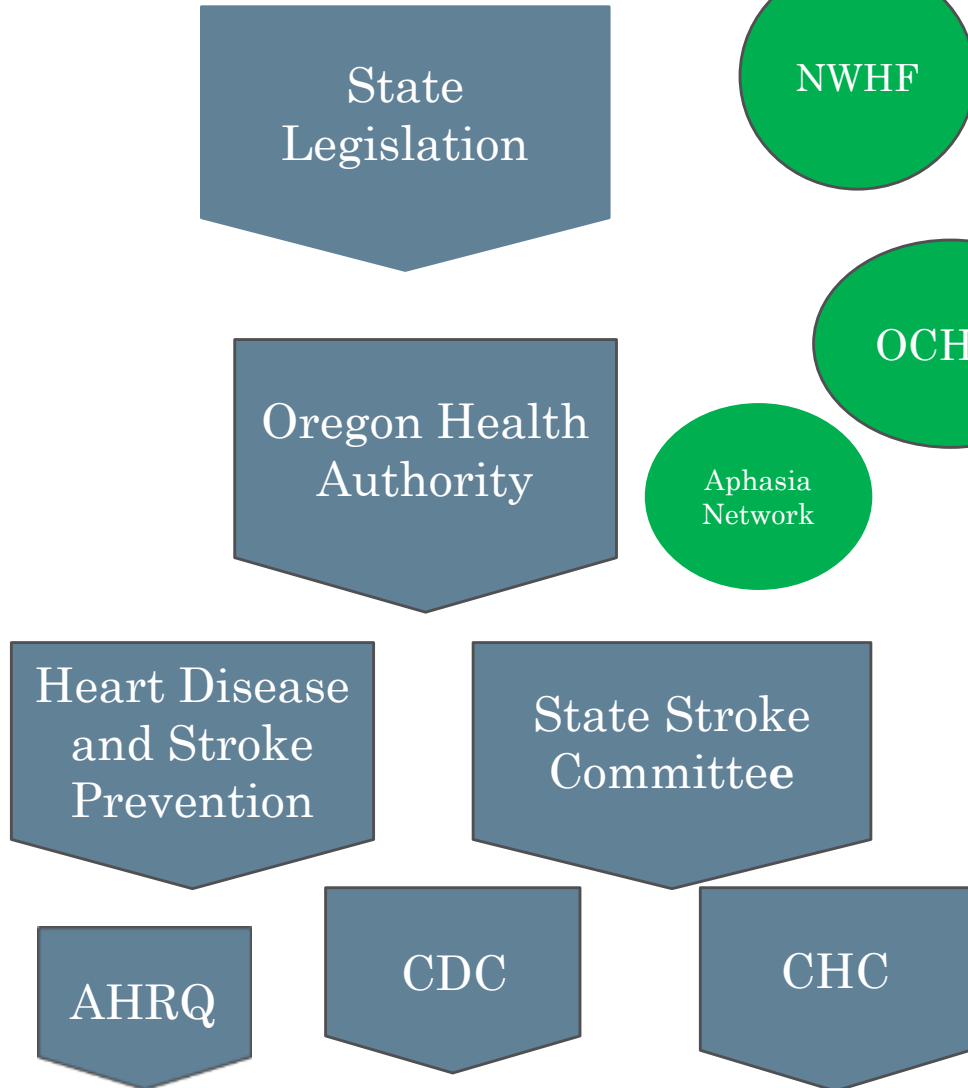 State
Legislation
NWHF
OCH
Oregon Health
Authority
Aphasia
Network
Heart Disease
and Stroke
Prevention
State Stroke
Committee
AHRQ
CDC
CHC